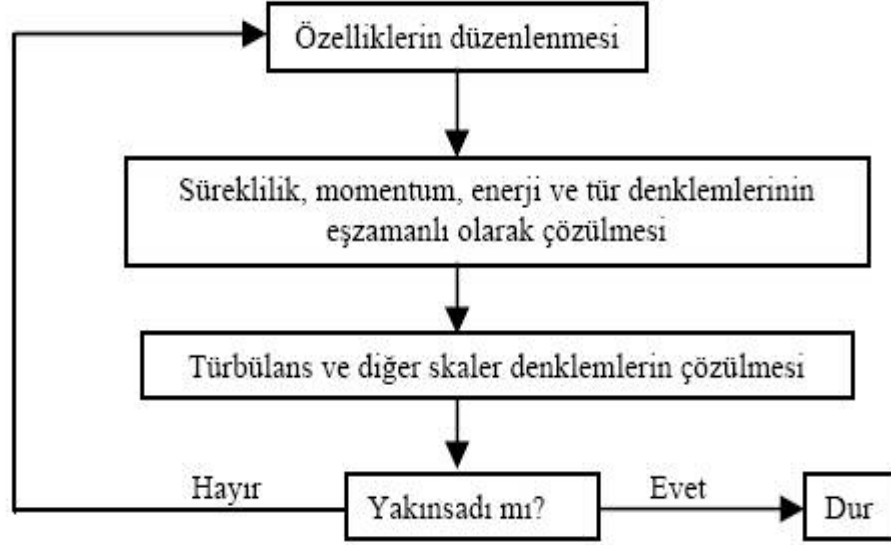 Özelliklerin düzenlenmesi
Süreklilik, momentum, enerji ve tür denklemlerinin
eşzamanlı olarak çözülmesi
Türbülans ve diğer skaler denklemlerin çözülmesi
Hayır
Yakınsadı mı?
Evet
Dur